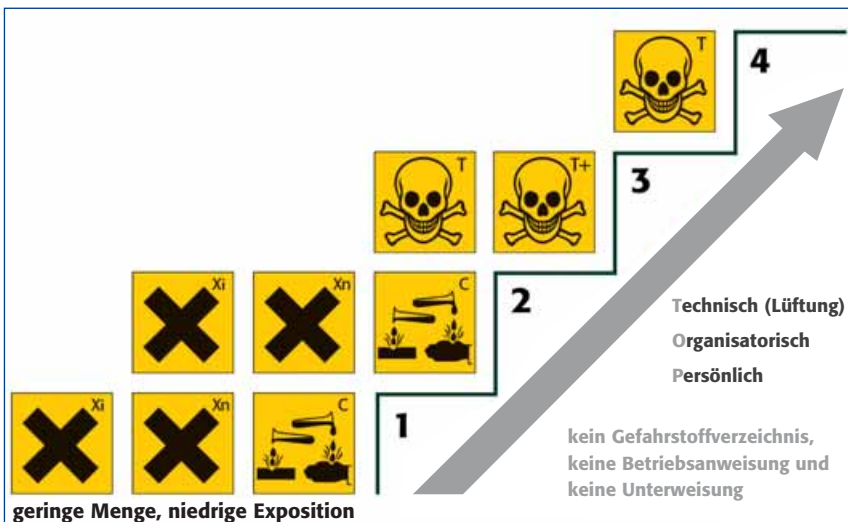 T
4
T
T+
3
Xi
Xn
C
2
Technisch (Lüftung)
Organisatorisch
Persönlich
Xi
Xn
C
1
kein Gefahrstoffverzeichnis,
keine Betriebsanweisung und
keine Unterweisung
geringe Menge, niedrige Exposition